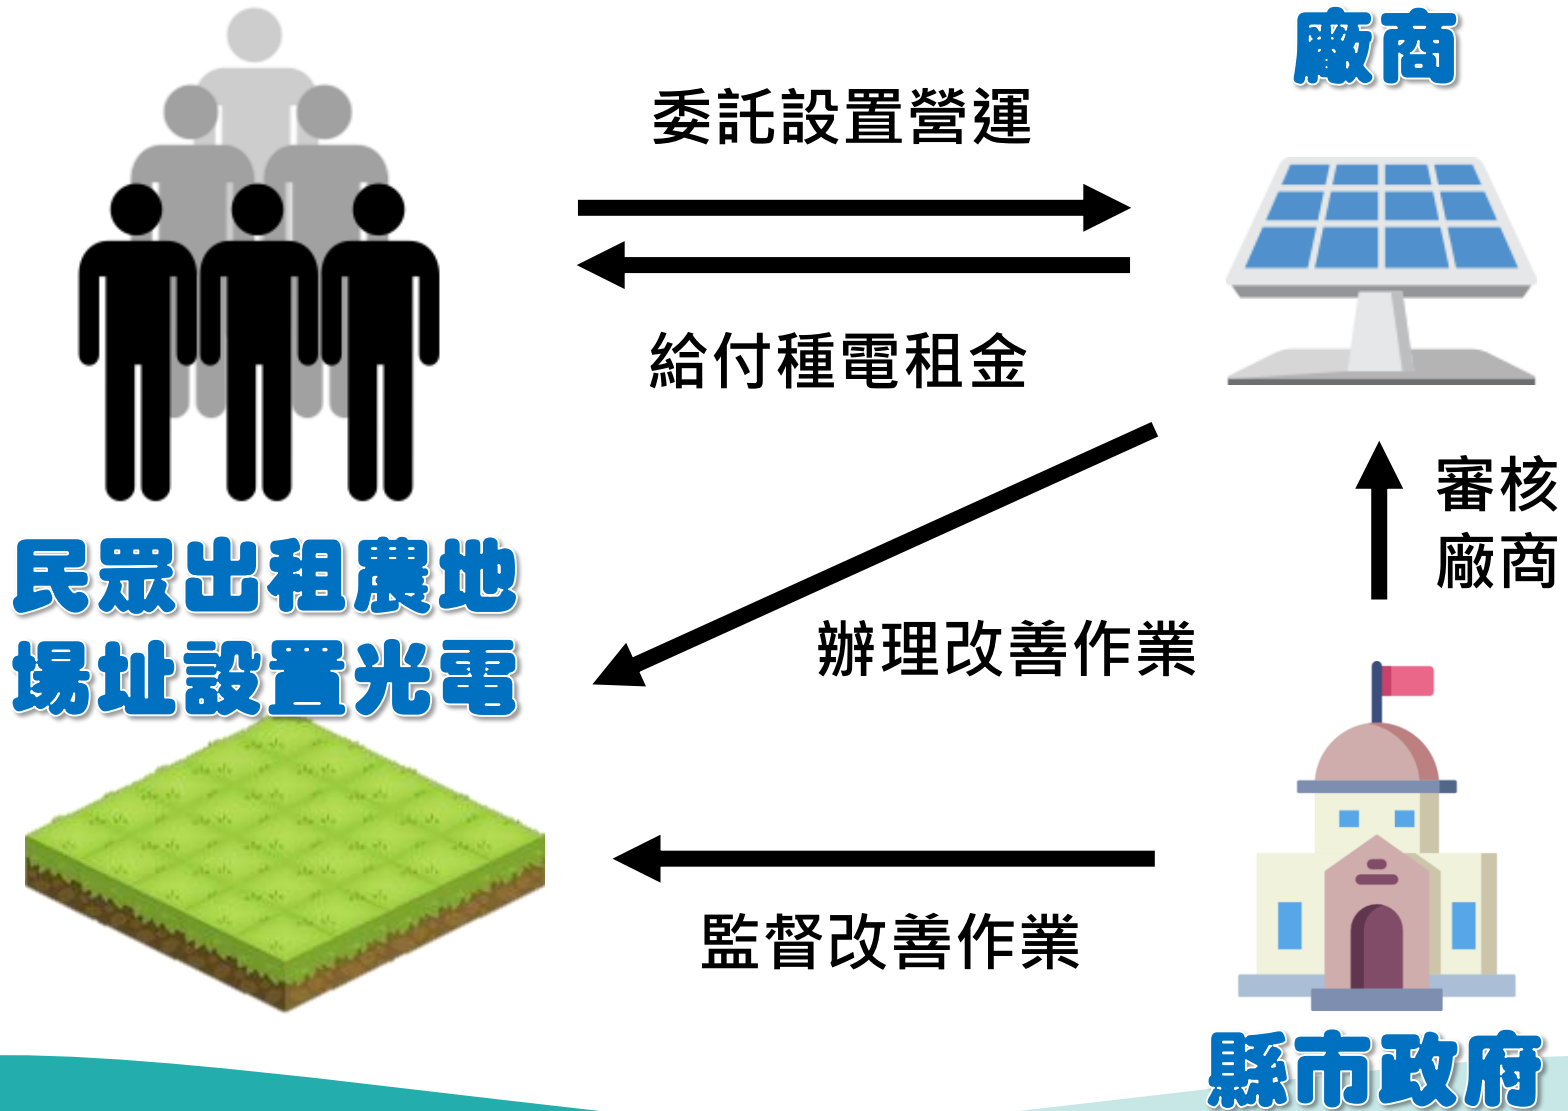 廠商
委託設置營運
給付種電租金
審核
廠商
民眾出租農地
場址設置光電
辦理改善作業
監督改善作業
縣市政府